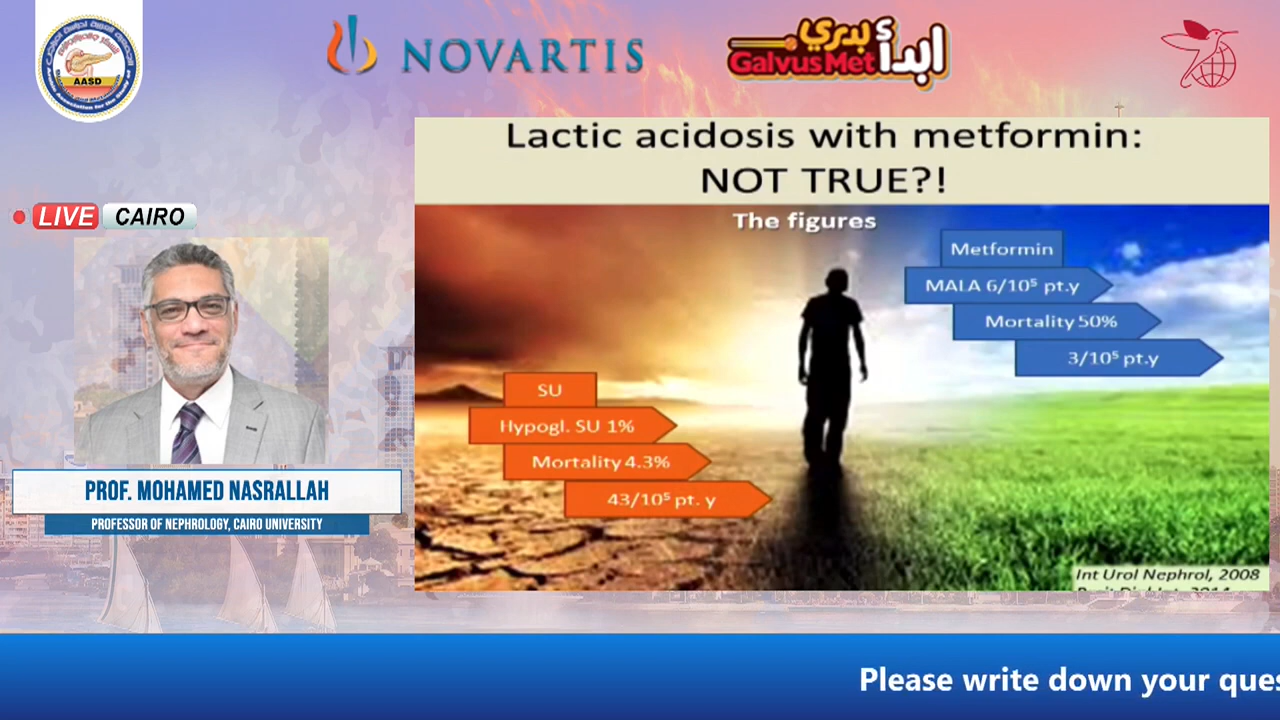 AASD
NOVARTIS
ابدأ بدري
GalvusMet
LIVE CAIRO
PROF. MOHAMED NASRALLAH
PROFESSOR OF NEPHROLOGY, CAIRO UNIVERSITY
Lactic acidosis with metformin:
NOT TRUE?!
The figures
Metformin
MALA 6/10⁵ pt.y
Mortality 50%
3/10⁵ pt.y
SU
Hypogl. SU 1%
Mortality 4.3%
43/10⁵ pt. y
Int Urol Nephrol, 2008
Please write down your ques